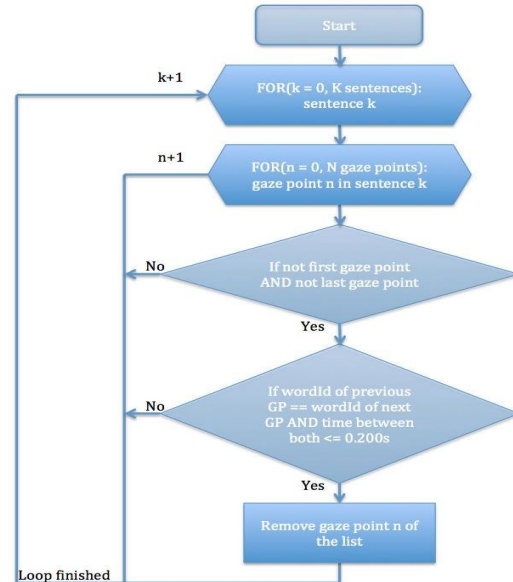 Start
k+1
FOR(k = 0, K sentences):
sentence k
n+1
FOR(n = 0, N gaze points):
gaze point n in sentence k
No
If not first gaze point
AND not last gaze point
Yes
If wordId of previous
GP == wordId of next
GP AND time between
both <= 0.200s
No
Yes
Remove gaze point n of
the list
Loop finished